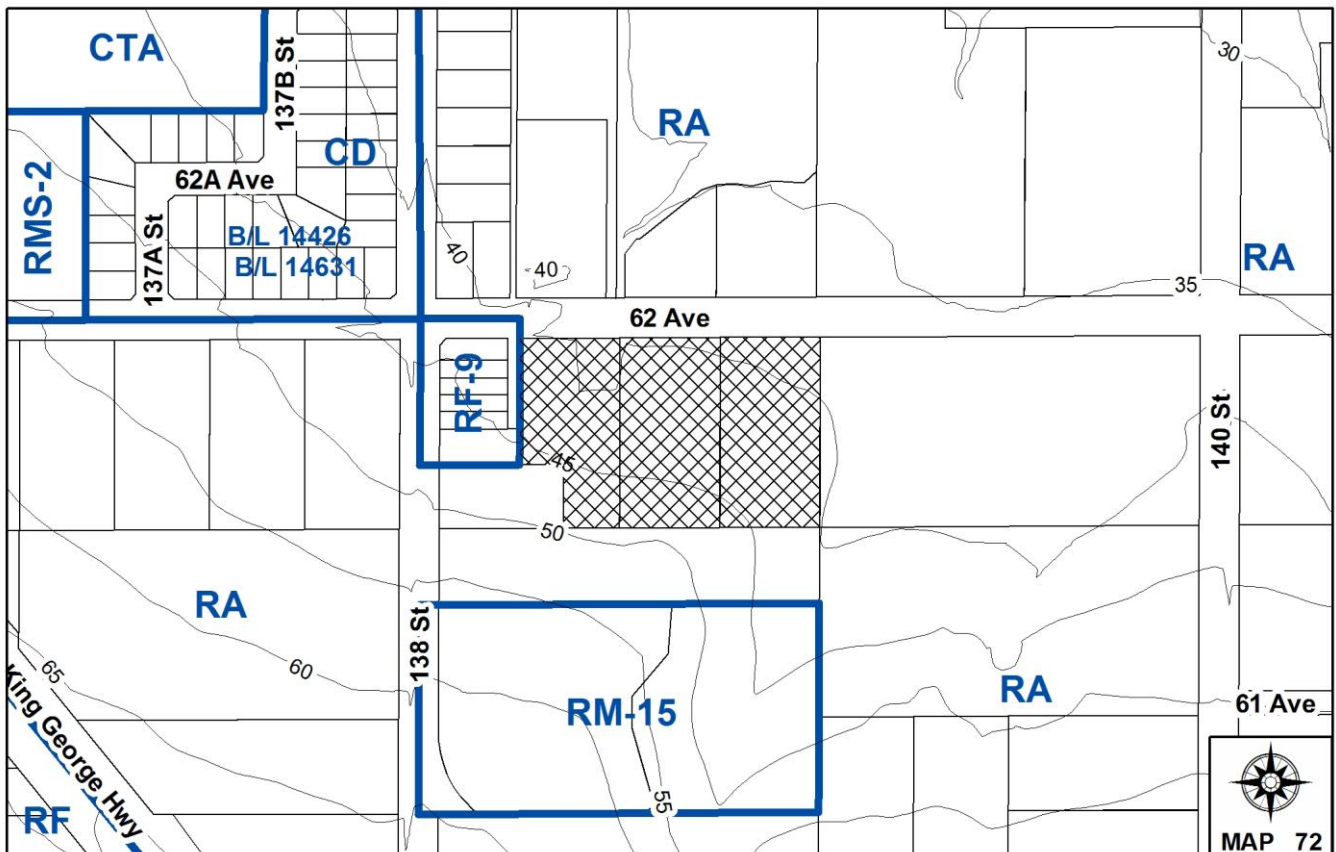 CTA
137B St
30
RA
CD
62A Ave
RMS-2
137A St
B/L 14426
B/L 14631
40
40
RA
35
62 Ave
RF-9
140 St
45
50
RA
138 St
60
65
RA
RM-15
61 Ave
King George Hwy
55
RF
MAP 72